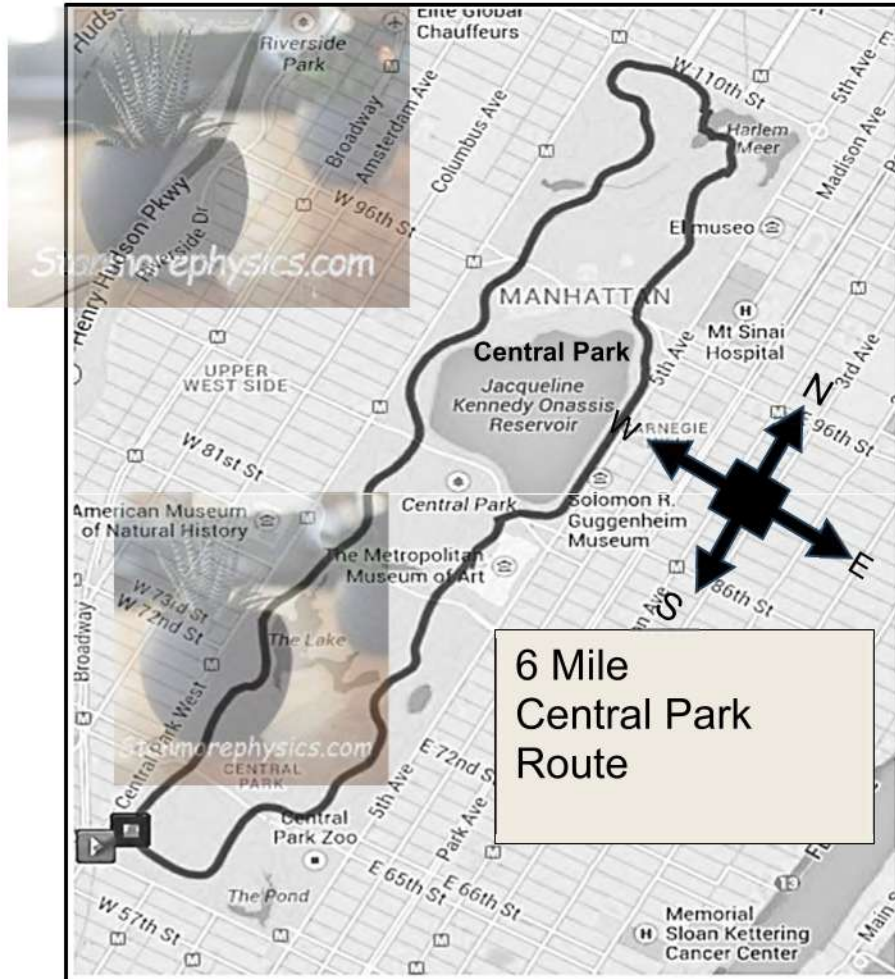 Hudson
Riverside
Park
Elite Global
Chauffeurs
Broadway
Amsterdam Ave
Columbus Ave
W 110th St
5th Ave
Madison Ave
Harlem
Meer
W 96th St
Henry Hudson Pkwy
Riverside Dr
Stanmorephysics.com
El museo
MANHATTAN
H
Mt Sinai
Hospital
UPPER
WEST SIDE
Central Park
Jacqueline
Kennedy Onassis
Reservoir
5th Ave
3rd Ave
N
W
E 96th St
W 81st St
American Museum
of Natural History
Central Park
Solomon R.
Guggenheim
Museum
E
S
The Metropolitan
Museum of Art
86th St
W 73rd St
W 72nd St
Broadway
The Lake
6 Mile
Central Park
Route
Central Park West
Stanmorephysics.com
CENTRAL
PARK
E 72nd St
5th Ave
Park Ave
Central
Park Zoo
The Pond
E 65th St
E 66th St
13
W 57th St
H
Memorial
Sloan Kettering
Cancer Center